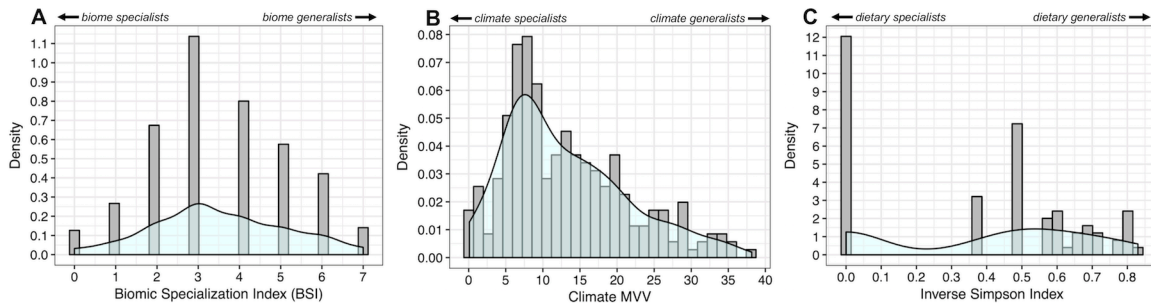 A
biome specialists
biome generalists
1.1
1.0
0.9
0.8
0.7
0.6
0.5
0.4
0.3
0.2
0.1
0.0
Density
0 1 2 3 4 5 6 7
Biomic Specialization Index (BSI)
B
climate specialists
climate generalists
0.08
0.07
0.06
0.05
0.04
0.03
0.02
0.01
0.00
Density
0 5 10 15 20 25 30 35 40
Climate MVV
C
dietary specialists
dietary generalists
12
11
10
9
8
7
6
5
4
3
2
1
0
Density
0.0 0.1 0.2 0.3 0.4 0.5 0.6 0.7 0.8
Inverse Simpson Index